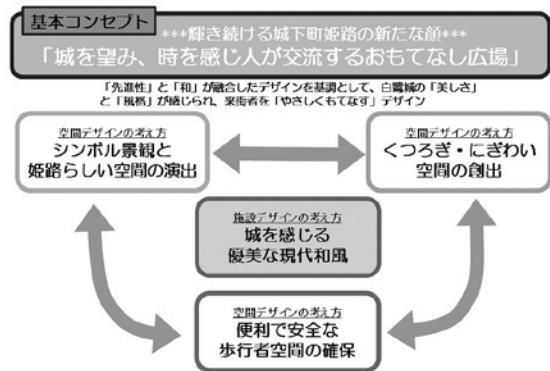 基本コンセプト
***輝き続ける城下町姫路の新たな顔***
「城を望み、時を感じ人が交流するおもてなし広場」
「先進性」と「和」が融合したデザインを基調として、白鷺城の「美しさ」
と「風格」が感じられ、来街者を「やさしくもてなす」デザイン
空間デザインの考え方
シンボル景観と
姫路らしい空間の演出
空間デザインの考え方
くつろぎ・にぎわい
空間の創出
施設デザインの考え方
城を感じる
優美な現代和風
空間デザインの考え方
便利で安全な
歩行者空間の確保